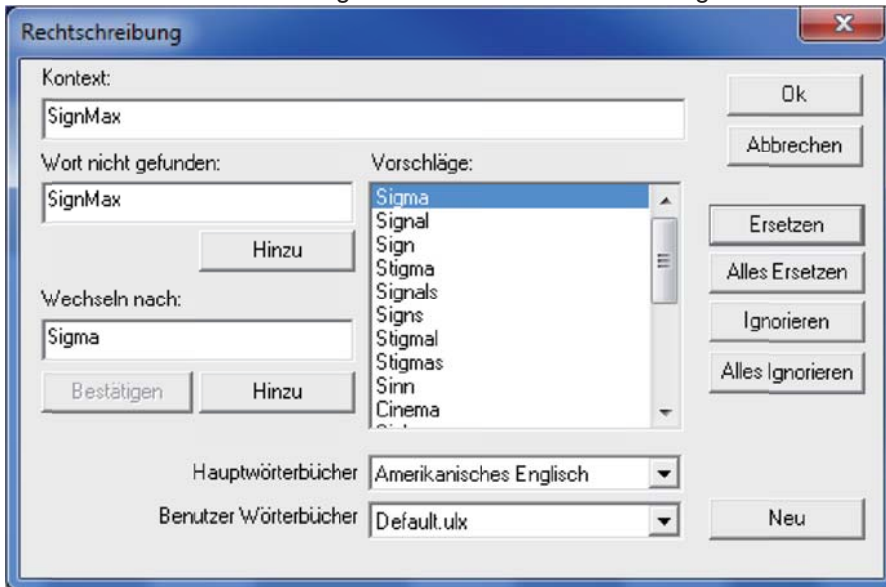 Rechtschreibung
Kontext:
SignMax
Ok
Abbrechen
Wort nicht gefunden:
SignMax
Hinzu
Wechseln nach:
Sigma
Bestätigen
Hinzu
Vorschläge:
Sigma
Signal
Sign
Stigma
Signals
Signs
Stigmal
Stigmas
Sinn
Cinema
Ersetzen
Alles Ersetzen
Ignorieren
Alles Ignorieren
Hauptwörterbücher Amerikanisches Englisch
Benutzer Wörterbücher Default.ulx
Neu